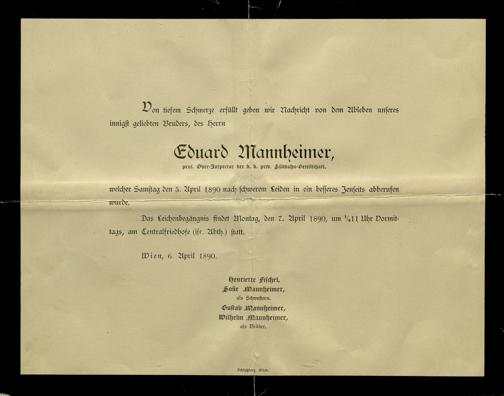 Von tiefem Schmerze erfüllt geben wir Nachricht von dem Ableben unseres
innigst geliebten Bruders, des Herrn
Eduard Mannheimer,
pens. Ober-Inspector der k. k. priv. Südbahn-Gesellschaft,
welcher Samstag den 5. April 1890 nach schwerem Leiden in ein besseres Jenseits abberufen
wurde.
Das Leichenbegängnis findet Montag, den 7. April 1890, um 11 Uhr Vormit-
tags, am Centralfriedhofe (isr. Abth.) statt.
Wien, 6. April 1890.
Henriette Fischel,
Sofie Mannheimer,
als Schwestern.
Gustav Mannheimer,
Wilhelm Mannheimer,
als Brüder.
Wien.